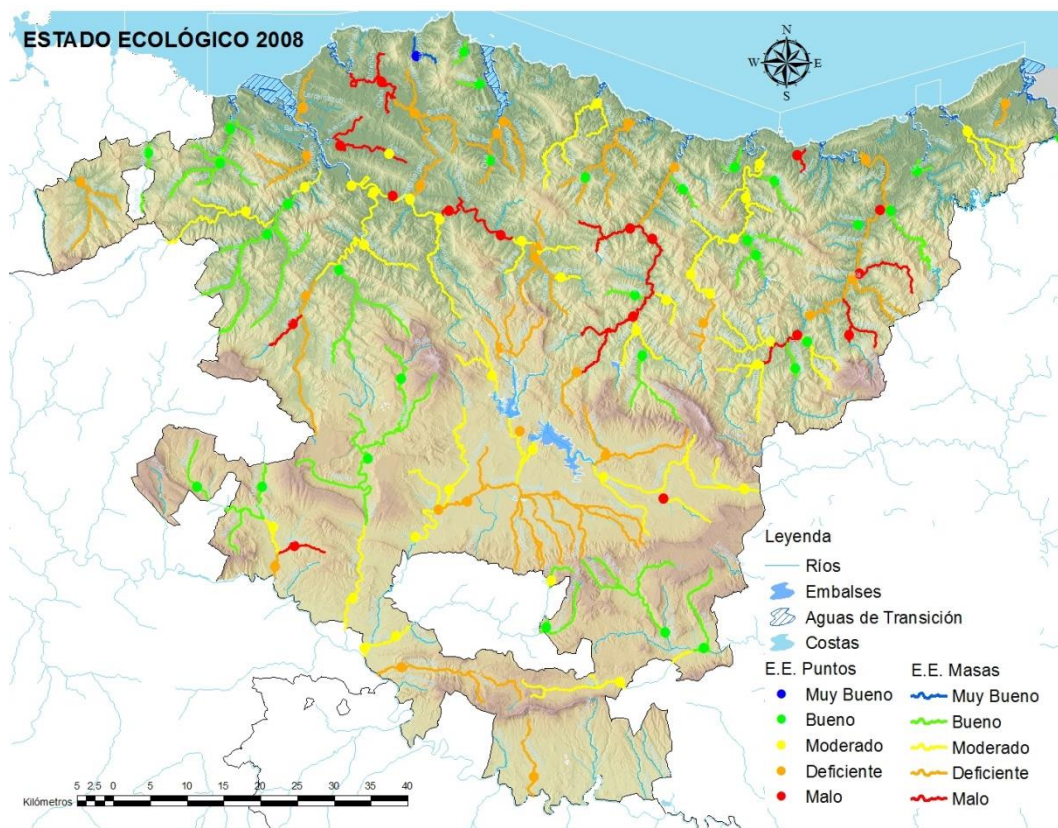 ESTADO ECOLÓGICO 2008
N
W E
S
Leyenda
Ríos
Embalses
Aguas de Transición
Costas
E.E. Puntos E.E. Masas
Muy Bueno Muy Bueno
Bueno Bueno
Moderado Moderado
Deficiente Deficiente
Malo Malo
5 2,5 0 5 10 15 20 25 30 35 40
Kilómetros